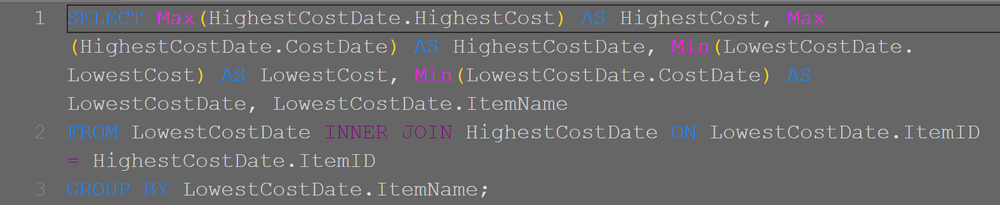 1 SELECT Max(HighestCostDate.HighestCost) AS HighestCost, Max
(HighestCostDate.CostDate) AS HighestCostDate, Min(LowestCostDate.
LowestCost) AS LowestCost, Min(LowestCostDate.CostDate) AS
LowestCostDate, LowestCostDate.ItemName
2 FROM LowestCostDate INNER JOIN HighestCostDate ON LowestCostDate.ItemID
= HighestCostDate.ItemID
3 GROUP BY LowestCostDate.ItemName;